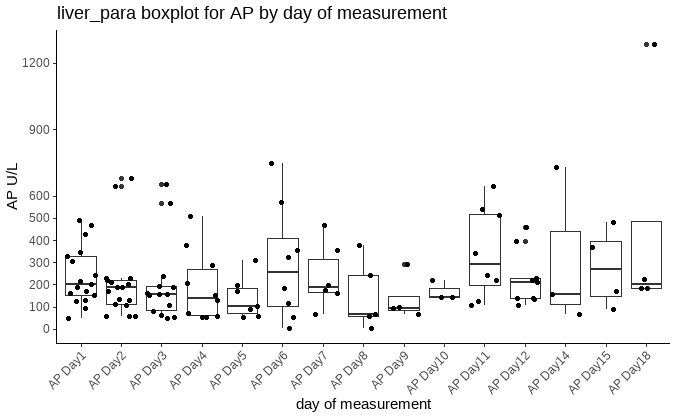 liver_para boxplot for AP by day of measurement
1200
900
600
500
400
300
200
100
0
AP U/L
AP Day1 AP Day2 AP Day3 AP Day4 AP Day5 AP Day6 AP Day7 AP Day8 AP Day9 AP Day10 AP Day11 AP Day12 AP Day14 AP Day15 AP Day18
day of measurement